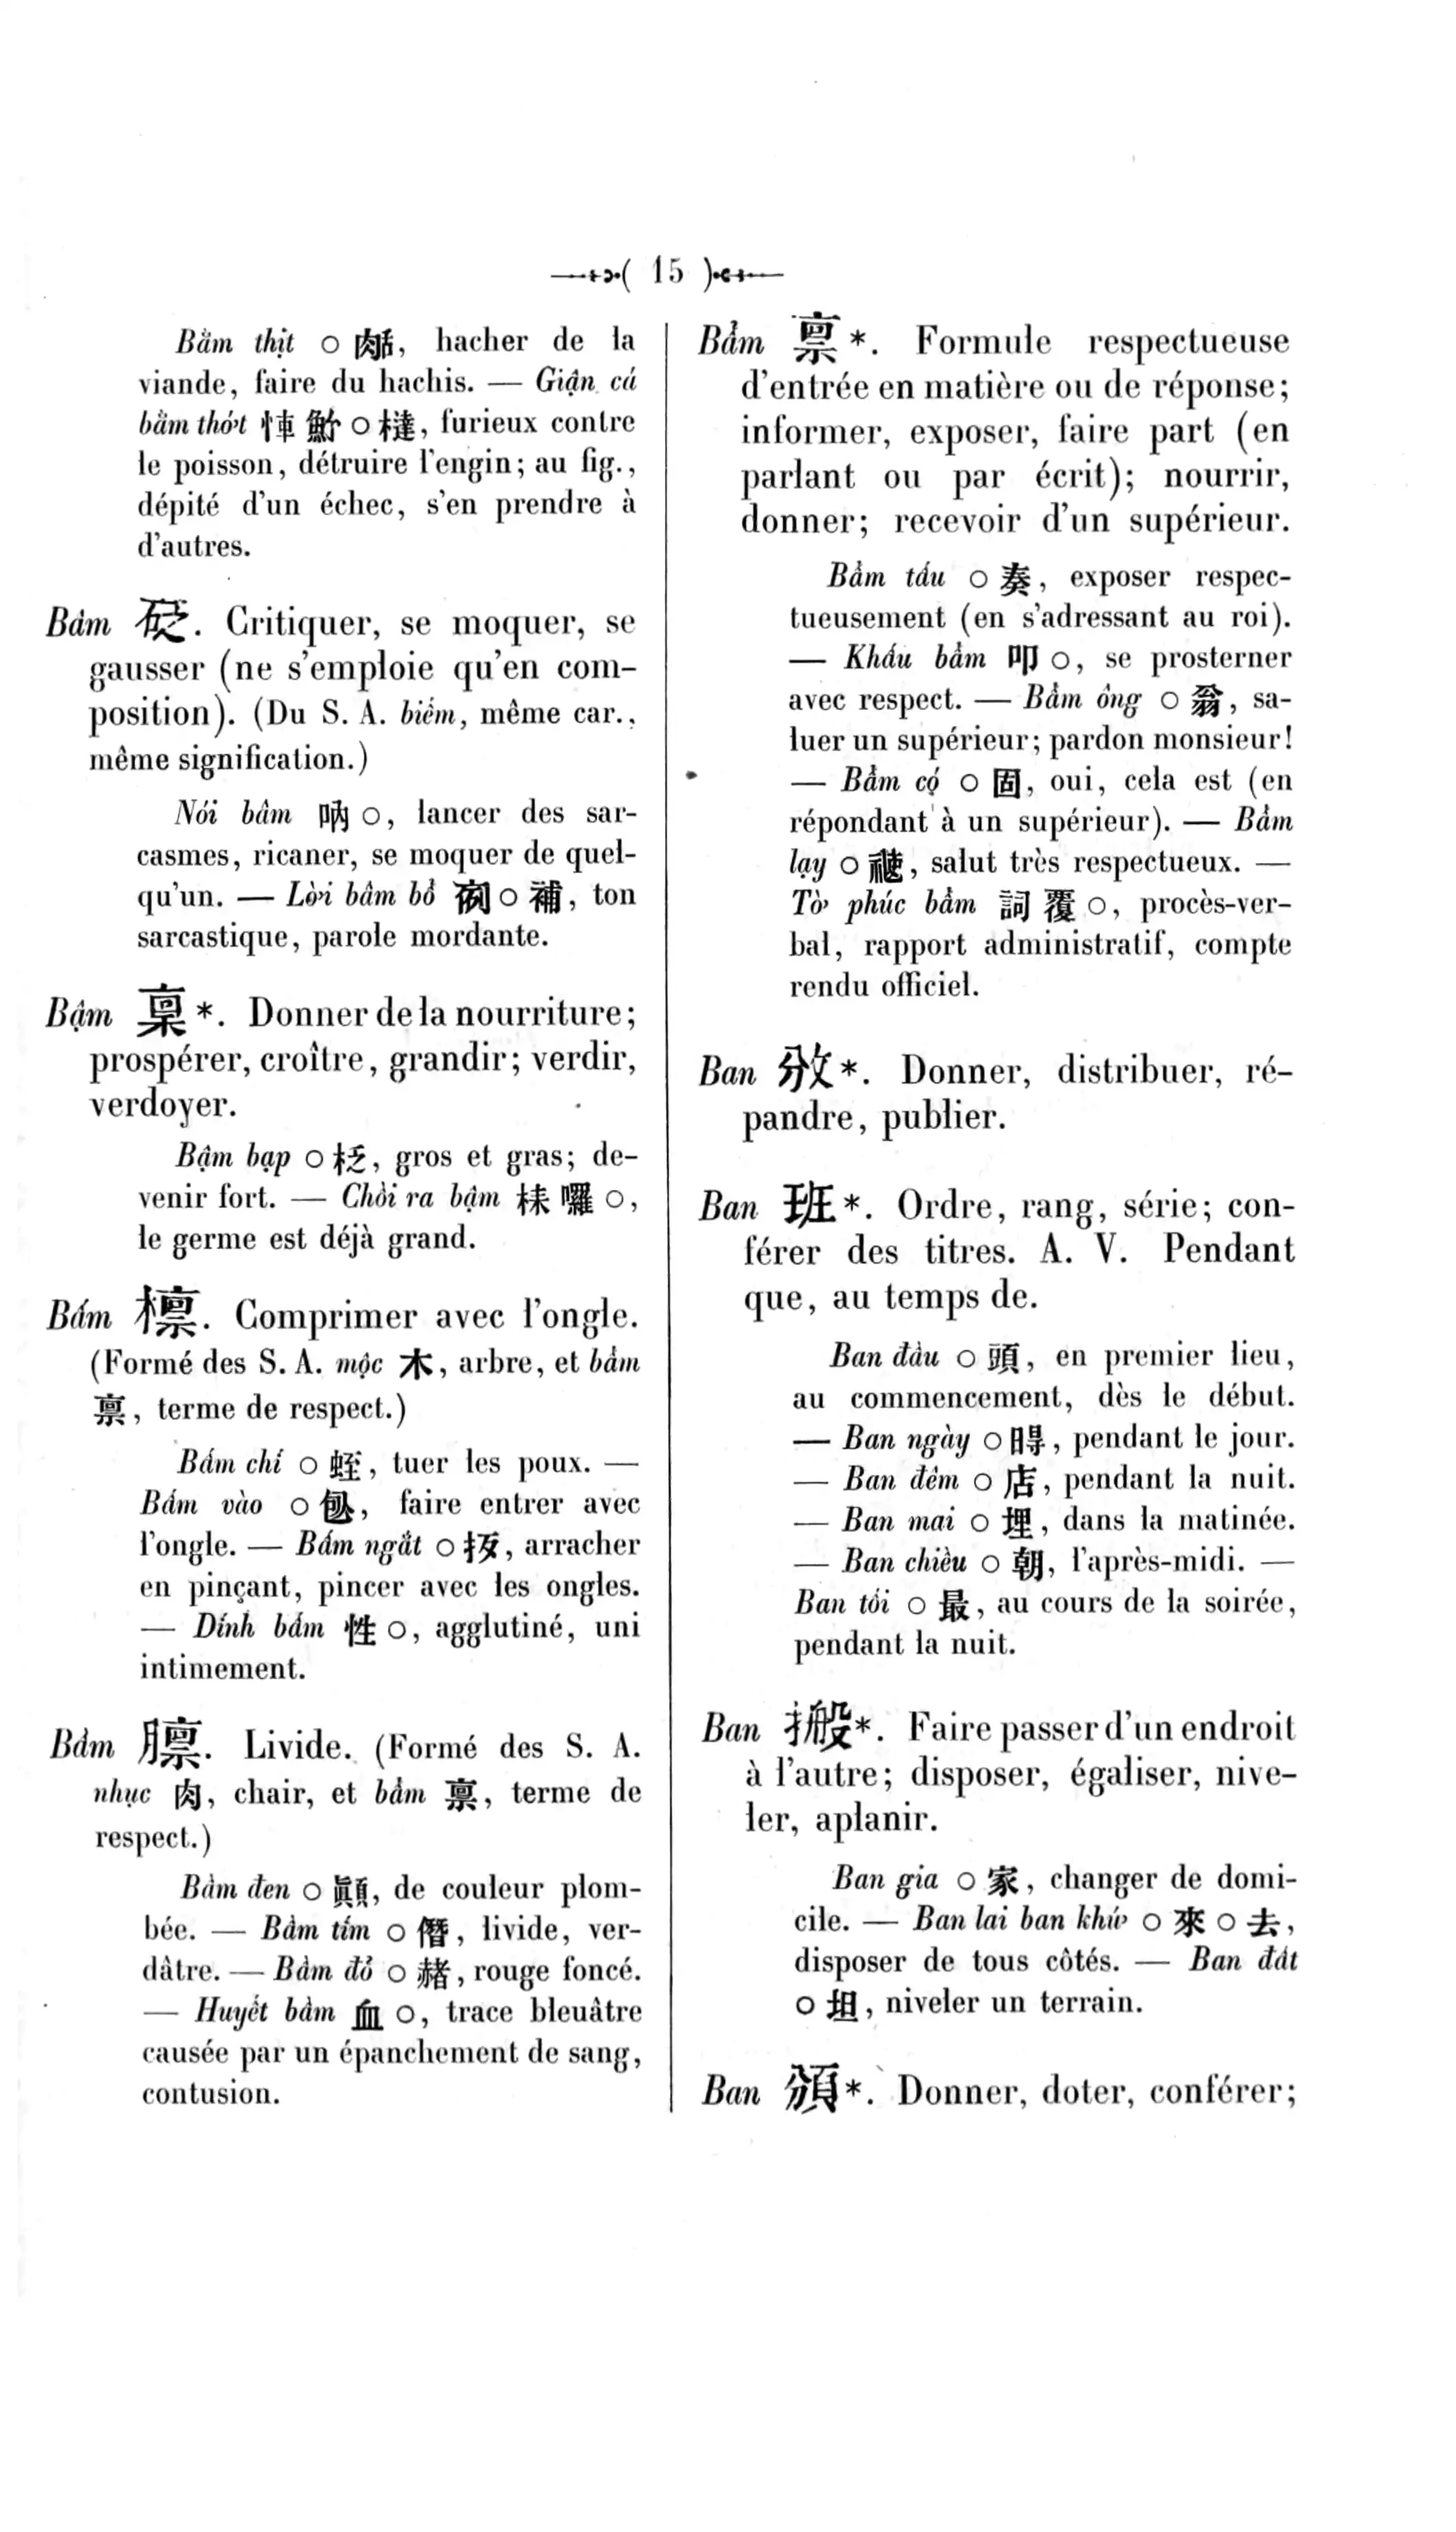 ( 15 )
Bằm thịt ○ 𦧘, hacher de la
viande, faire du hachis. — Giận cá
bằm thớt ○ , furieux contre
le poisson, détruire l'engin; au fig.,
dépité d'un échec, s'en prendre à
d'autres.
Bâm 砭. Critiquer, se moquer, se
gausser (ne s'emploie qu'en com-
position). (Du S. A. biếm, même car.,
même signification.)
Nói bâm 吶 ○, lancer des sar-
casmes, ricaner, se moquer de quel-
qu'un. — Lời bâm bổ ○ 補, ton
sarcastique, parole mordante.
Bậm 稟*. Donner de la nourriture;
prospérer, croître, grandir; verdir,
verdoyer.
Bậm bạp ○ 柉, gros et gras; de-
venir fort. — Chồi ra bậm 㭲 囉 ○,
le germe est déjà grand.
Bấm 檁. Comprimer avec l'ongle.
(Formé des S. A. mộc 木, arbre, et bẩm
禀, terme de respect.)
Bấm chí ○ 蛭, tuer les poux. —
Bấm vào ○ , faire entrer avec
l'ongle. — Bấm ngắt ○ , arracher
en pinçant, pincer avec les ongles.
— Dính bấm 性 ○, agglutiné, uni
intimement.
Bầm . Livide. (Formé des S. A.
nhục 肉, chair, et bẩm 禀, terme de
respect.)
Bầm đen ○ , de couleur plom-
bée. — Bầm tím ○ 僭, livide, ver-
dâtre. — Bầm đỏ ○ 赭, rouge foncé.
— Huyết bầm 血 ○, trace bleuâtre
causée par un épanchement de sang,
contusion.
Bẩm 禀*. Formule respectueuse
d'entrée en matière ou de réponse;
informer, exposer, faire part (en
parlant ou par écrit); nourrir,
donner; recevoir d'un supérieur.
Bẩm tấu ○ 奏, exposer respec-
tueusement (en s'adressant au roi).
— Khấu bẩm 叩 ○, se prosterner
avec respect. — Bẩm ông ○ 翁, sa-
luer un supérieur; pardon monsieur!
— Bẩm có ○ 固, oui, cela est (en
répondant à un supérieur). — Bẩm
lạy ○ , salut très respectueux. —
Tờ phúc bẩm 詞 覆 ○, procès-ver-
bal, rapport administratif, compte
rendu officiel.
Ban 攽*. Donner, distribuer, ré-
pandre, publier.
Ban 班*. Ordre, rang, série; con-
férer des titres. A. V. Pendant
que, au temps de.
Ban đầu ○ 頭, en premier lieu,
au commencement, dès le début.
— Ban ngày ○ , pendant le jour.
— Ban đêm ○ 店, pendant la nuit.
— Ban mai ○ 埋, dans la matinée.
— Ban chiều ○ 朝, l'après-midi. —
Ban tối ○ 最, au cours de la soirée,
pendant la nuit.
Ban 搬*. Faire passer d'un endroit
à l'autre; disposer, égaliser, nive-
ler, aplanir.
Ban gia ○ 家, changer de domi-
cile. — Ban lai ban khứ ○ 來 ○ 去,
disposer de tous côtés. — Ban đất
○ 坦, niveler un terrain.
Ban 頒*. Donner, doter, conférer;